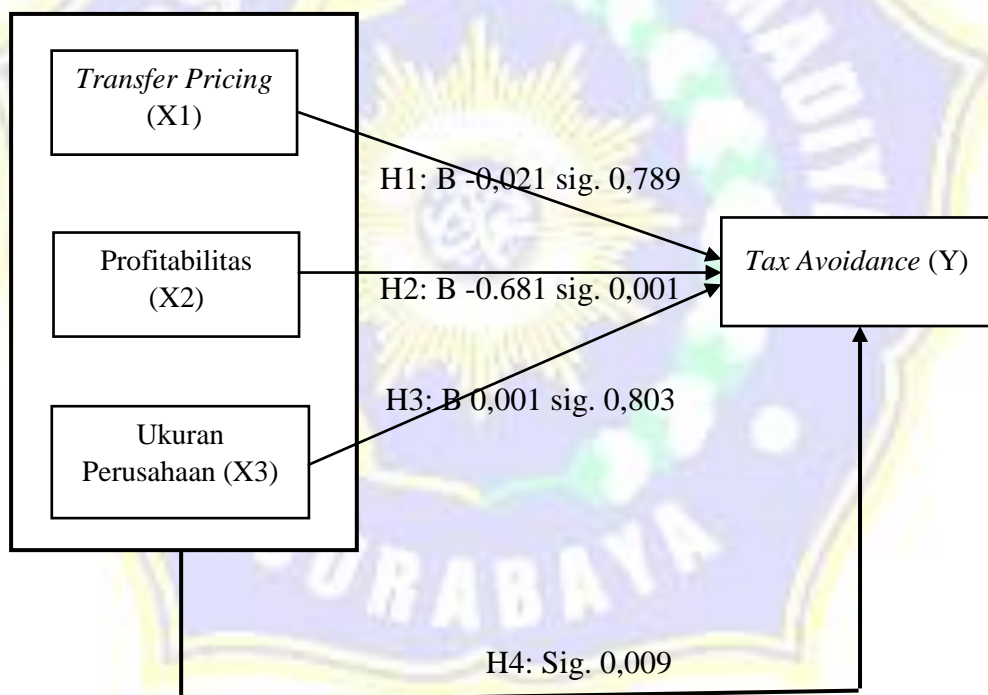 Transfer Pricing
(X1)
H1: B -0,021 sig. 0,789
Profitabilitas
(X2)
Tax Avoidance (Y)
H2: B -0.681 sig. 0,001
H3: B 0,001 sig. 0,803
Ukuran
Perusahaan (X3)
SURABAYA
H4: Sig. 0,009